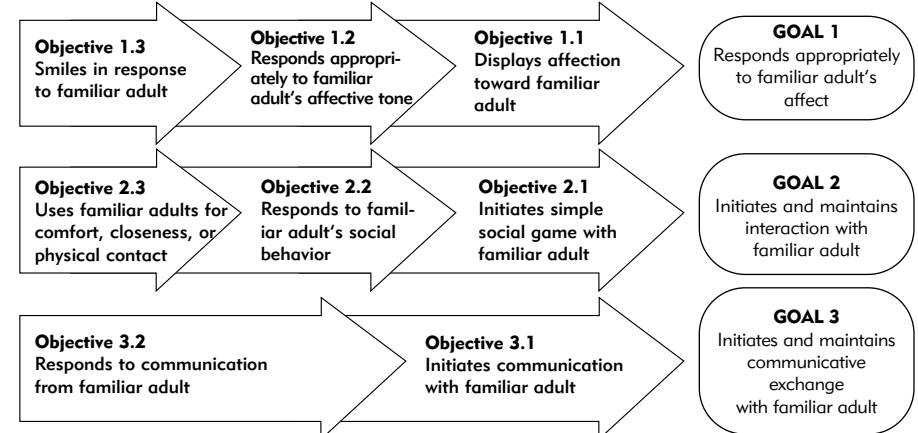 Objective 1.3
Smiles in response
to familiar adult
Objective 1.2
Responds appropri-
ately to familiar
adult's affective tone
Objective 1.1
Displays affection
toward familiar
adult
GOAL 1
Responds appropriately
to familiar adult's
affect
Objective 2.3
Uses familiar adults for
comfort, closeness, or
physical contact
Objective 2.2
Responds to famil-
iar adult's social
behavior
Objective 2.1
Initiates simple
social game with
familiar adult
GOAL 2
Initiates and maintains
interaction with
familiar adult
Objective 3.2
Responds to communication
from familiar adult
Objective 3.1
Initiates communication
with familiar adult
GOAL 3
Initiates and maintains
communicative
exchange
with familiar adult